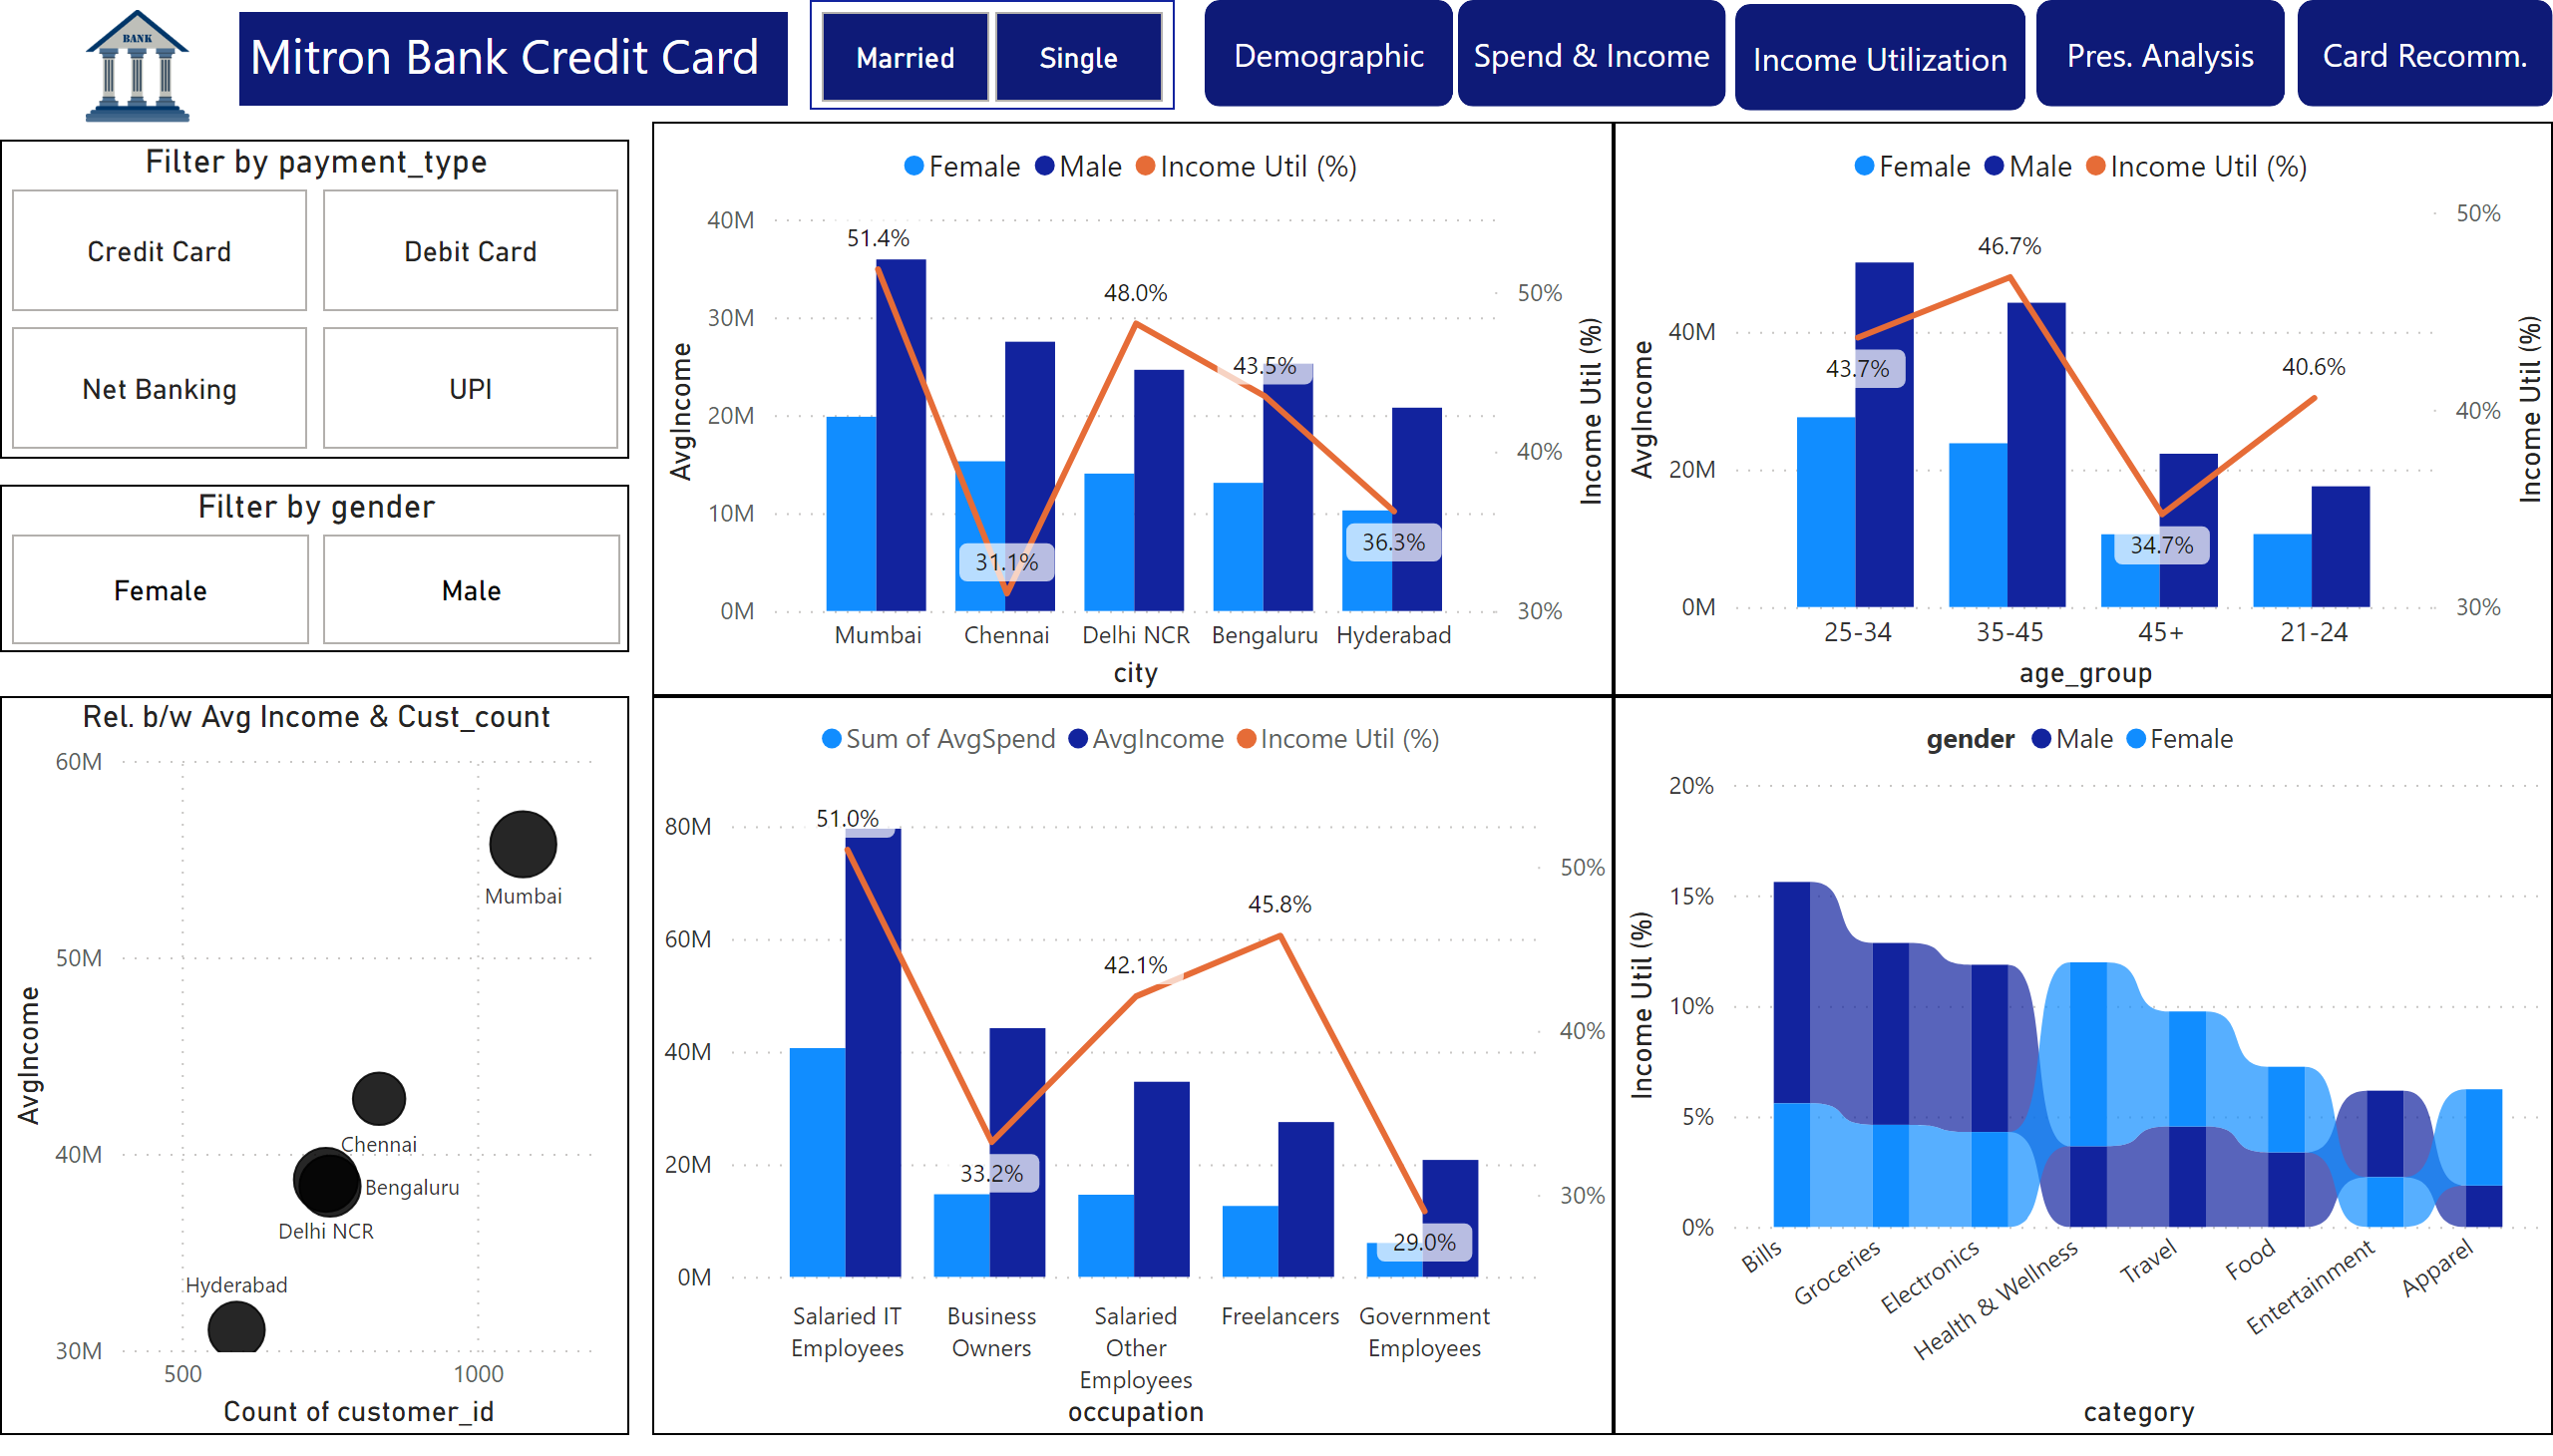 BANK
Mitron Bank Credit Card
Married
Single
Demographic
Spend & Income
Income Utilization
Pres. Analysis
Card Recomm.
Filter by payment_type
Credit Card
Debit Card
Net Banking
UPI
Filter by gender
Female
Male
Rel. b/w Avg Income & Cust_count
60M
50M
40M
30M
AvgIncome
Mumbai
Chennai
Bengaluru
Delhi NCR
Hyderabad
500
1000
Count of customer_id
Female Male Income Util (%)
40M
30M
20M
10M
0M
AvgIncome
51.4%
31.1%
48.0%
43.5%
36.3%
50%
40%
30%
Income Util (%)
Mumbai Chennai Delhi NCR Bengaluru Hyderabad
city
Female Male Income Util (%)
40M
20M
0M
AvgIncome
43.7%
46.7%
34.7%
40.6%
50%
40%
30%
Income Util (%)
25-34 35-45 45+ 21-24
age_group
Sum of AvgSpend AvgIncome Income Util (%)
80M
60M
40M
20M
0M
51.0%
33.2%
42.1%
45.8%
29.0%
50%
40%
30%
Salaried IT
Employees
Business
Owners
Salaried
Other
Employees
Freelancers
Government
Employees
occupation
gender Male Female
20%
15%
10%
5%
0%
Income Util (%)
Bills
Groceries
Electronics
Health & Wellness
Travel
Food
Entertainment
Apparel
category